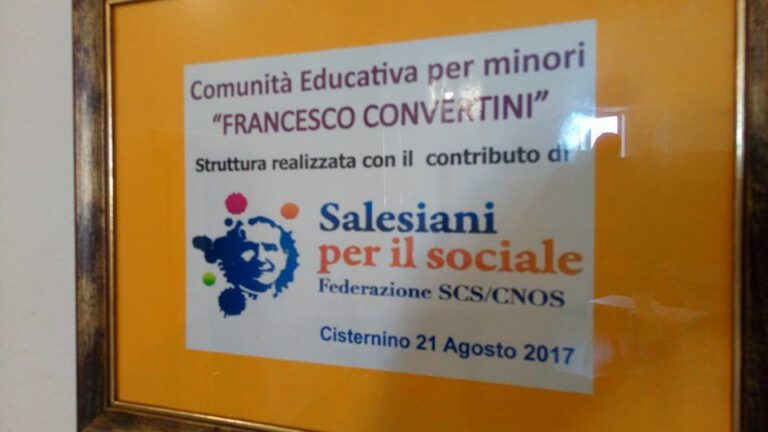 Comunità Educativa per minori
“FRANCESCO CONVERTINI”
Struttura realizzata con il contributo di
Salesiani
per il sociale
Federazione SCS/CNOS
Cisternino 21 Agosto 2017